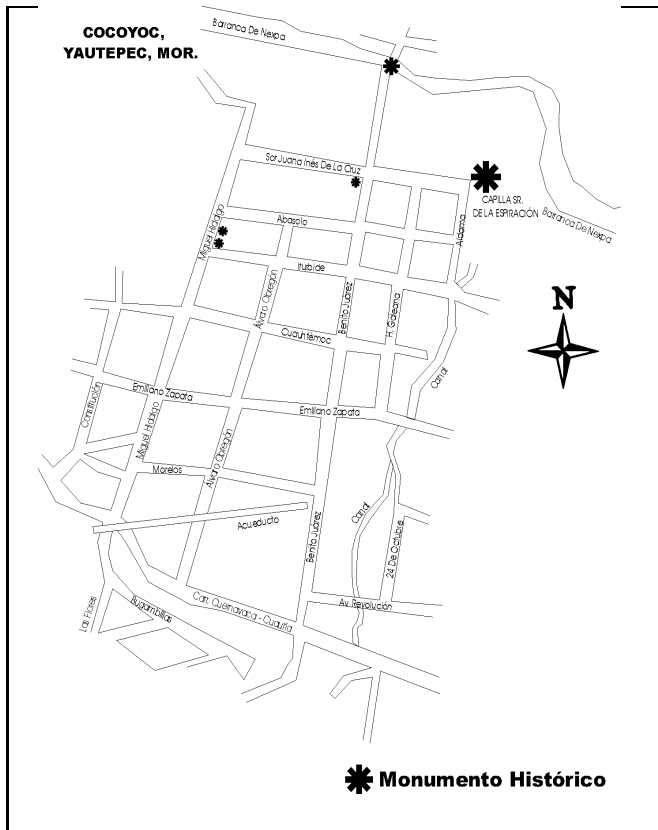 COCOYOC,
YAUTEPEC, MOR.
Barranca De Nexpa
Sor Juana Inés De La Cruz
CAPILLA SR.
DE LA ESPIRACIÓN
Barranca De Nexpa
Abasolo
Miguel Hidalgo
Aldama
Iturbide
Alvaro Obregón
Benito Juárez
H. Galeana
N
Cuauhtémoc
Canal
Emiliano Zapata
Emiliano Zapata
Constitución
Miguel Hidalgo
Alvaro Obregón
Morelos
Canal
Acueducto
Benito Juárez
24 De Octubre
Carr. Cuernavaca - Cuautla
Av. Revolución
Las Flores
Bugambilias
Monumento Histórico